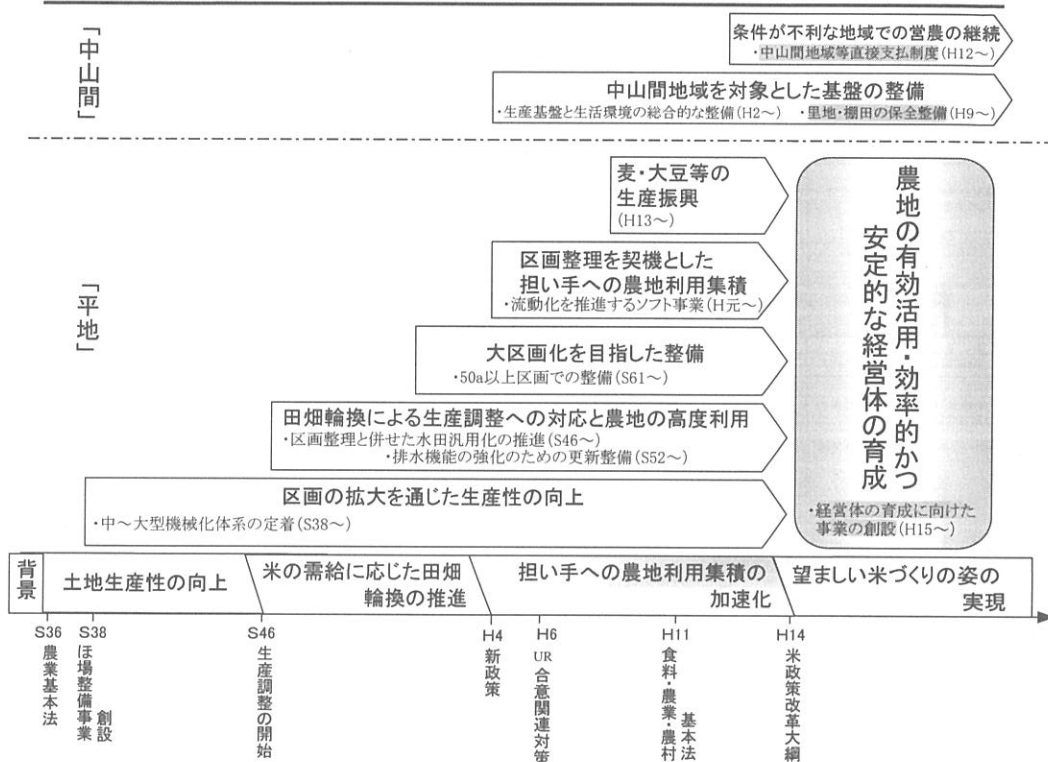 「中山間」
条件が不利な地域での営農の継続
・中山間地域等直接支払制度(H12～)
中山間地域を対象とした基盤の整備
・生産基盤と生活環境の総合的な整備(H2～) ・里地・棚田の保全整備(H9～)
「平地」
麦・大豆等の
生産振興
(H13～)
区画整理を契機とした
担い手への農地利用集積
・流動化を推進するソフト事業(H元～)
大区画化を目指した整備
・50a以上区画での整備(S61～)
田畑輪換による生産調整への対応と農地の高度利用
・区画整理と併せた水田汎用化の推進(S46～)
・排水機能の強化のための更新整備(S52～)
区画の拡大を通じた生産性の向上
・中～大型機械化体系の定着(S38～)
農地の有効活用・効率的かつ
安定的な経営体の育成
・経営体の育成に向けた
事業の創設(H15～)
背景
土地生産性の向上
米の需給に応じた田畑
輪換の推進
担い手への農地利用集積の
加速化
望ましい米づくりの姿の
実現
S36
農業基本法
S38
ほ場整備事業
創設
S46
生産調整の開始
H4
新政策
H6
UR合意関連対策
H11
食料・農業・農村
基本法
H14
米政策改革大綱